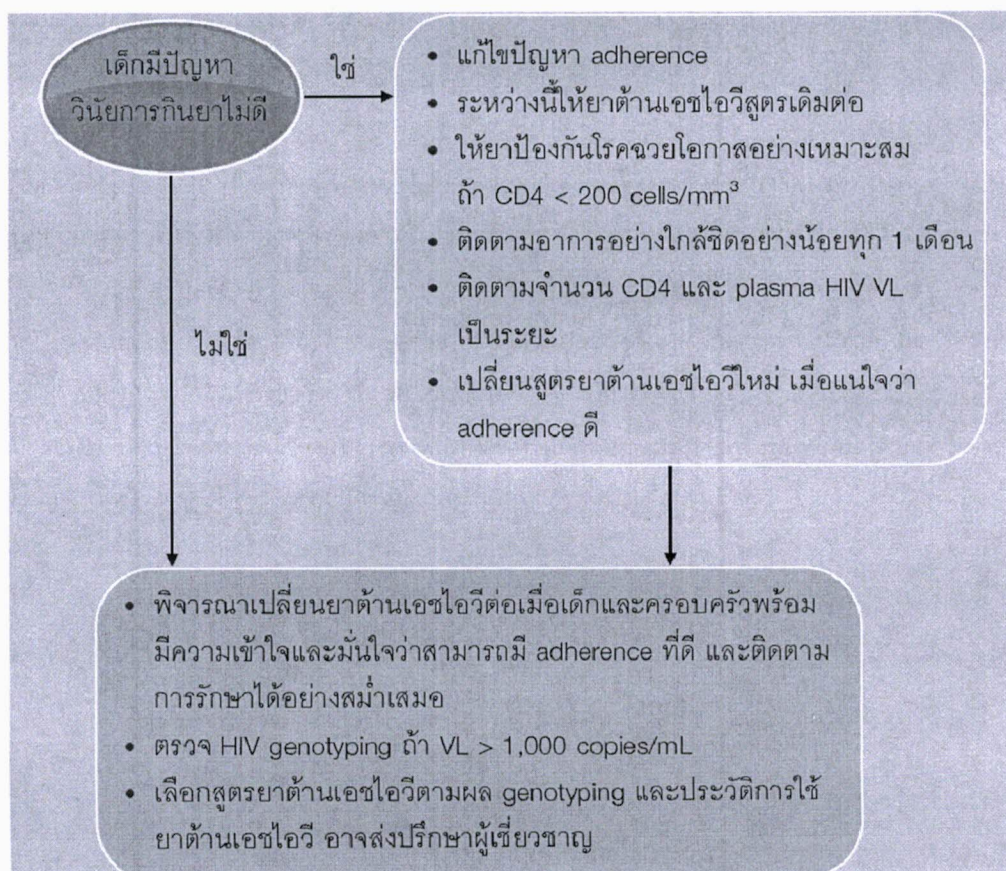 เด็กมีปัญหา
วินัยการกินยาไม่ดี
ใช่
• แก้ไขปัญหา adherence
• ระหว่างนี้ให้ยาต้านเอชไอวีสูตรเดิมต่อ
• ให้ยาป้องกันโรคฉวยโอกาสอย่างเหมาะสม
ถ้า CD4 < 200 cells/mm³
• ติดตามอาการอย่างใกล้ชิดอย่างน้อยทุก 1 เดือน
• ติดตามจำนวน CD4 และ plasma HIV VL
เป็นระยะ
• เปลี่ยนสูตรยาต้านเอชไอวีใหม่ เมื่อแน่ใจว่า
adherence ดี
ไม่ใช่
• พิจารณาเปลี่ยนยาต้านเอชไอวีต่อเมื่อเด็กและครอบครัวพร้อม
มีความเข้าใจและมั่นใจว่าสามารถมี adherence ที่ดี และติดตาม
การรักษาได้อย่างสม่ำเสมอ
• ตรวจ HIV genotyping ถ้า VL > 1,000 copies/mL
• เลือกสูตรยาต้านเอชไอวีตามผล genotyping และประวัติการใช้
ยาต้านเอชไอวี อาจส่งปรึกษาผู้เชี่ยวชาญ